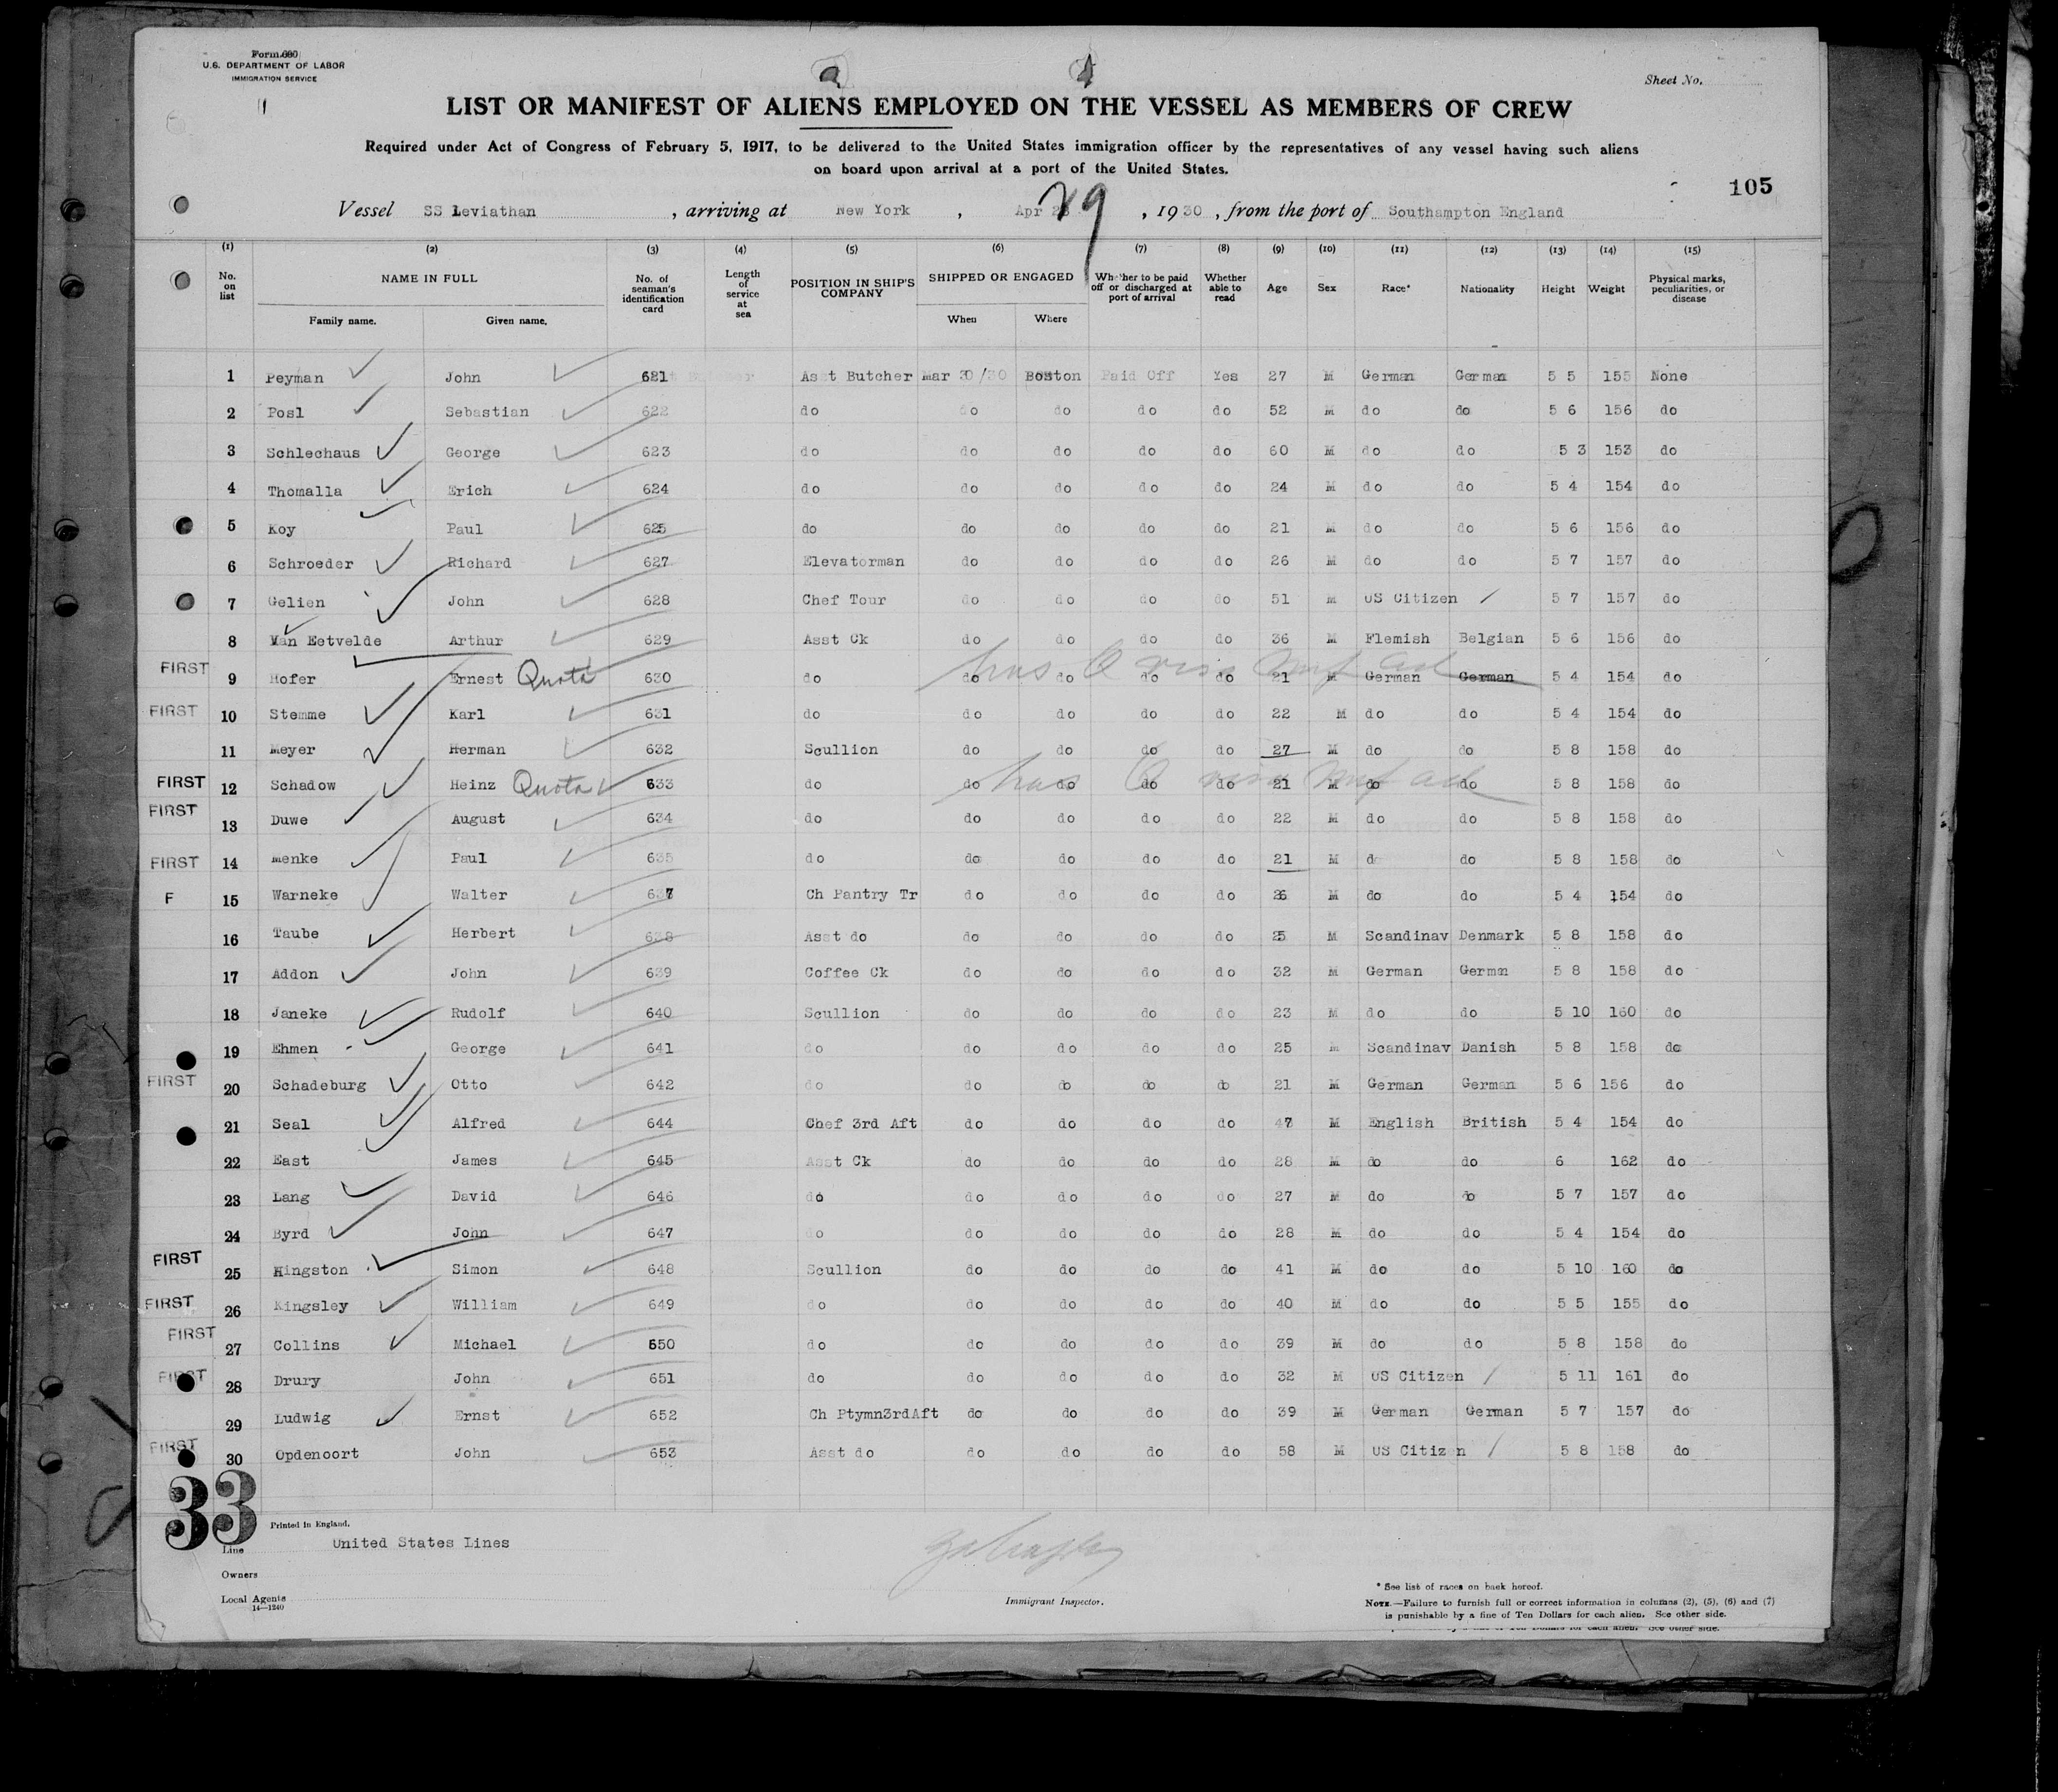 Form 680
U.S. DEPARTMENT OF LABOR
IMMIGRATION SERVICE
Sheet No.
LIST OR MANIFEST OF ALIENS EMPLOYED ON THE VESSEL AS MEMBERS OF CREW
Required under Act of Congress of February 5, 1917, to be delivered to the United States immigration officer by the representatives of any vessel having such aliens
on board upon arrival at a port of the United States.
105
Vessel SS Leviathan, arriving at New York, Apr 29, 1930, from the port of Southampton England
(1) (2) (3) (4) (5) (6) (7) (8) (9) (10) (11) (12) (13) (14) (15)
No. on list NAME IN FULL Family name. Given name. No. of seaman's identification card Length of service at sea POSITION IN SHIP'S COMPANY SHIPPED OR ENGAGED When Where Whether to be paid off or discharged at port of arrival Whether able to read Age Sex Race* Nationality Height Weight Physical marks, peculiarities, or disease
1 Peyman John 621 Asst Butcher Mar 30/30 Boston Paid Off Yes 27 M German German 5 5 155 None
2 Posl Sebastian 622 do do do do do 52 M do do 5 6 156 do
3 Schlechaus George 623 do do do do do 60 M do do 5 3 153 do
4 Thomalla Erich 624 do do do do do 24 M do do 5 4 154 do
5 Koy Paul 625 do do do do do 21 M do do 5 6 156 do
6 Schroeder Richard 627 Elevatorman do do do do 26 M do do 5 7 157 do
7 Gelien John 628 Chef Tour do do do do 51 M US Citizen / 5 7 157 do
8 Van Eetvelde Arthur 629 Asst Ck do do do do 36 M Flemish Belgian 5 6 156 do
FIRST 9 Hofer Ernest Quota 630 do do do do do 21 M German German 5 4 154 do
has Q visa
FIRST 10 Stemme Karl 631 do do do do do 22 M do do 5 4 154 do
11 Meyer Herman 632 Scullion do do do do 27 M do do 5 8 158 do
FIRST 12 Schadow Heinz Quota 633 do do do do do 21 M do do 5 8 158 do
has Q visa
FIRST 13 Duwe August 634 do do do do do 22 M do do 5 8 158 do
FIRST 14 Menke Paul 635 do do do do do 21 M do do 5 8 158 do
F 15 Warneke Walter 637 Ch Pantry Tr do do do do 26 M do do 5 4 154 do
16 Taube Herbert 638 Asst do do do do do 25 M Scandinav Denmark 5 8 158 do
17 Addon John 639 Coffee Ck do do do do 32 M German German 5 8 158 do
18 Janeke Rudolf 640 Scullion do do do do 23 M do do 5 10 160 do
19 Ehmen George 641 do do do do do 25 M Scandinav Danish 5 8 158 do
FIRST 20 Schadeburg Otto 642 do do do do do 21 M German German 5 6 156 do
21 Seal Alfred 644 Chef 3rd Aft do do do do 47 M English British 5 4 154 do
22 East James 645 Asst Ck do do do do 28 M do do 6 162 do
23 Lang David 646 do do do do do 27 M do do 5 7 157 do
24 Byrd John 647 do do do do do 28 M do do 5 4 154 do
FIRST 25 Kingston Simon 648 Scullion do do do do 41 M do do 5 10 160 do
FIRST 26 Kingsley William 649 do do do do do 40 M do do 5 5 155 do
FIRST 27 Collins Michael 650 do do do do do 39 M do do 5 8 158 do
FIRST 28 Drury John 651 do do do do do 32 M US Citizen / 5 11 161 do
29 Ludwig Ernst 652 Ch Ptymn3rdAft do do do do 39 M German German 5 7 157 do
FIRST 30 Opdenoort John 653 Asst do do do do do 58 M US Citizen / 5 8 158 do
33
Printed in England.
Line United States Lines
Owners
Local Agents
14—1240
Immigrant Inspector.
* See list of races on back hereof.
NOTE.—Failure to furnish full or correct information in columns (2), (5), (6) and (7)
is punishable by a fine of Ten Dollars for each alien. See other side.